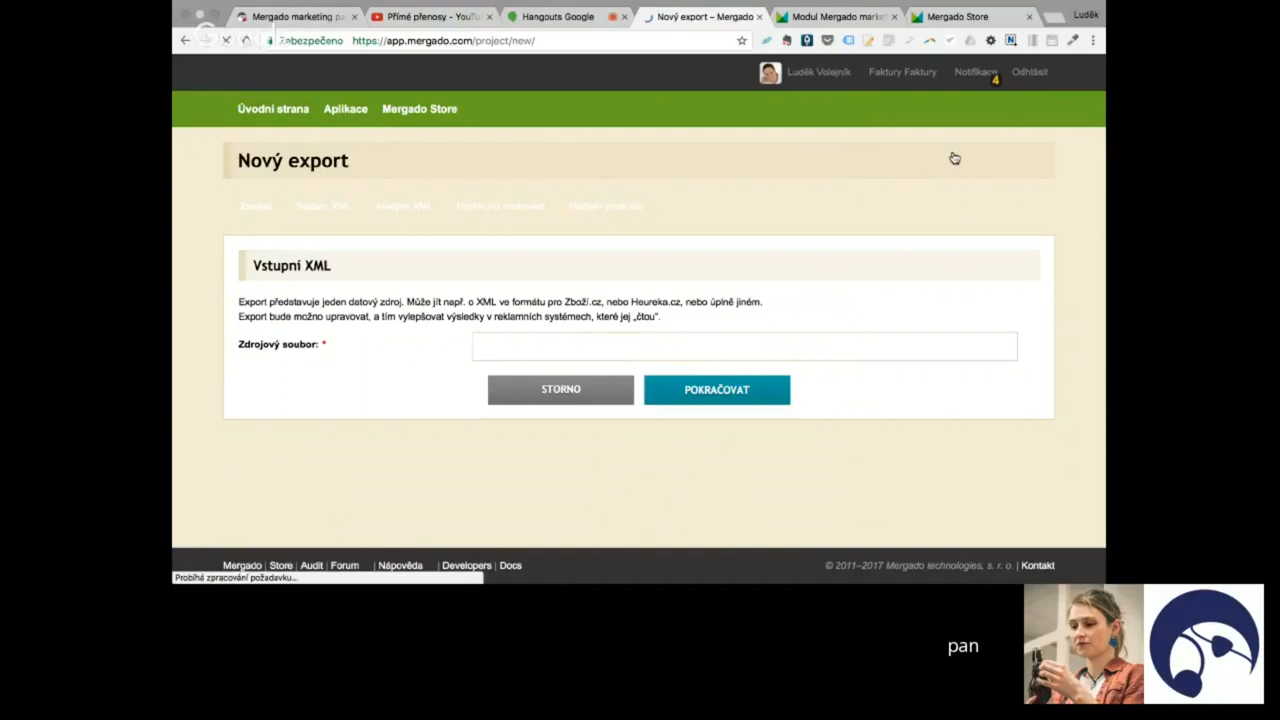 Mergado marketing pa
Přímé přenosy - YouTu
Hangouts Google
Nový export – Mergado
Modul Mergado market
Mergado Store
Luděk
Zabezpečeno
https://app.mergado.com/project/new/
Luděk Volejník
Faktury Faktury
Notifikace
4
Odhlásit
Úvodní strana
Aplikace
Mergado Store
Nový export
Analýza XML
Vstupní XML
Export představuje jeden datový zdroj. Může jít např. o XML ve formátu pro Zboží.cz, nebo Heureka.cz, nebo úplně jiném.
Export bude možno upravovat, a tím vylepšovat výsledky v reklamních systémech, které jej „čtou“.
Zdrojový soubor: *
STORNO
POKRAČOVAT
Mergado | Store | Audit | Forum | Nápověda | Developers | Docs
© 2011–2017 Mergado technologies, s. r. o. | Kontakt
Probíhá zpracování požadavku...
pan